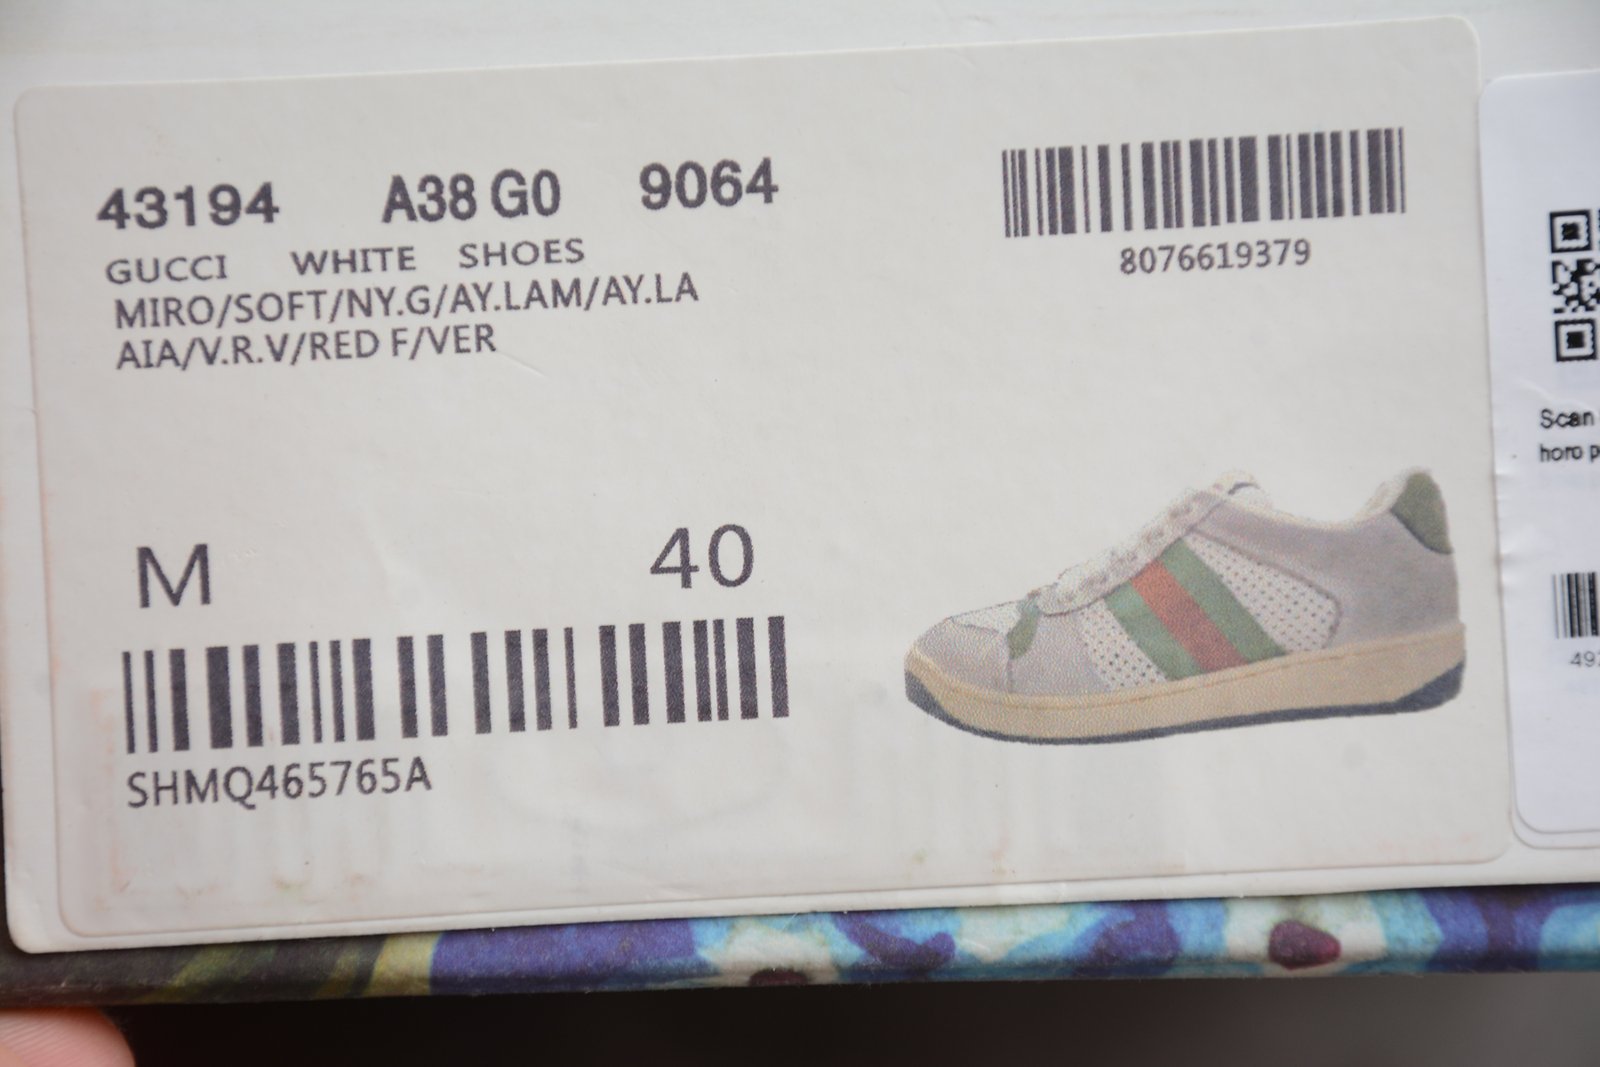 43194 A38 G0 9064
GUCCI WHITE SHOES
MIRO/SOFT/NY.G/AY.LAM/AY.LA
AIA/V.R.V/RED F/VER
8076619379
M 40
SHMQ465765A
Scan
horo p